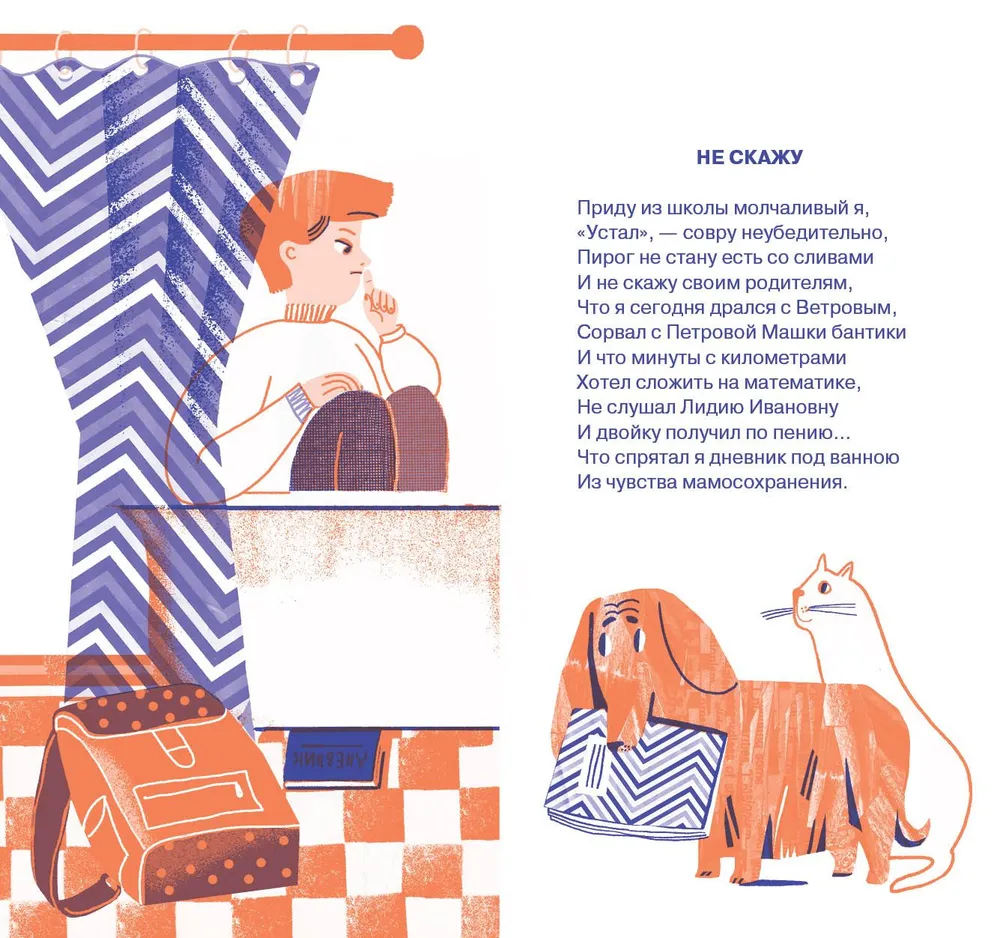 НЕ СКАЖУ
Приду из школы молчаливый я,
«Устал», — совру неубедительно,
Пирог не стану есть со сливами
И не скажу своим родителям,
Что я сегодня дрался с Ветровым,
Сорвал с Петровой Машки бантики
И что минуты с километрами
Хотел сложить на математике,
Не слушал Лидию Ивановну
И двойку получил по пению…
Что спрятал я дневник под ванною
Из чувства мамосохранения.
ДНЕВНИК